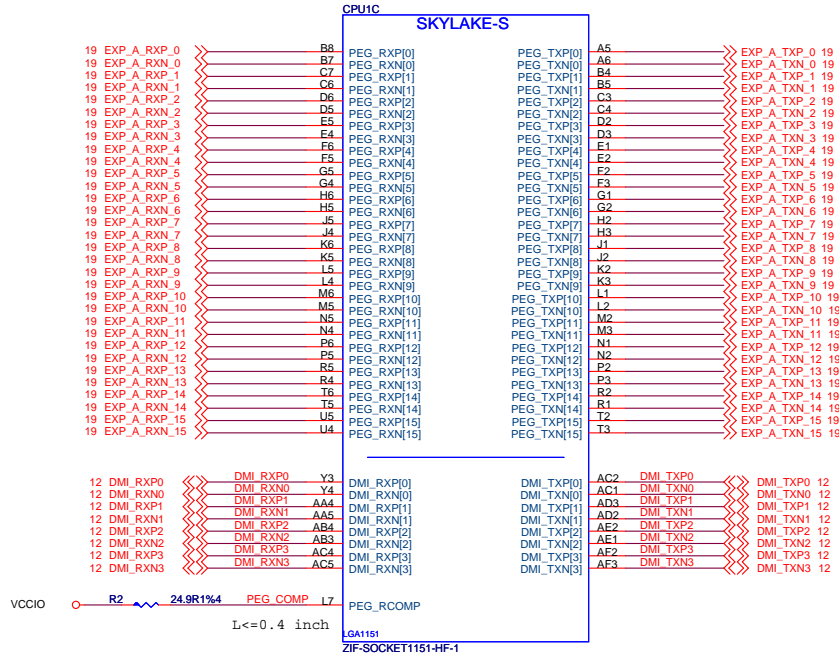 CPU1C
SKYLAKE-S
19 EXP_A_RXP_0 B8 PEG_RXP[0] PEG_TXP[0] A5 EXP_A_TXP_0 19
19 EXP_A_RXN_0 B7 PEG_RXN[0] PEG_TXN[0] A6 EXP_A_TXN_0 19
19 EXP_A_RXP_1 C7 PEG_RXP[1] PEG_TXP[1] B4 EXP_A_TXP_1 19
19 EXP_A_RXN_1 C6 PEG_RXN[1] PEG_TXN[1] B5 EXP_A_TXN_1 19
19 EXP_A_RXP_2 D6 PEG_RXP[2] PEG_TXP[2] C3 EXP_A_TXP_2 19
19 EXP_A_RXN_2 D5 PEG_RXN[2] PEG_TXN[2] C4 EXP_A_TXN_2 19
19 EXP_A_RXP_3 E5 PEG_RXP[3] PEG_TXP[3] D2 EXP_A_TXP_3 19
19 EXP_A_RXN_3 E4 PEG_RXN[3] PEG_TXN[3] D3 EXP_A_TXN_3 19
19 EXP_A_RXP_4 F6 PEG_RXP[4] PEG_TXP[4] E1 EXP_A_TXP_4 19
19 EXP_A_RXN_4 F5 PEG_RXN[4] PEG_TXN[4] E2 EXP_A_TXN_4 19
19 EXP_A_RXP_5 G5 PEG_RXP[5] PEG_TXP[5] F2 EXP_A_TXP_5 19
19 EXP_A_RXN_5 G4 PEG_RXN[5] PEG_TXN[5] F3 EXP_A_TXN_5 19
19 EXP_A_RXP_6 H6 PEG_RXP[6] PEG_TXP[6] G1 EXP_A_TXP_6 19
19 EXP_A_RXN_6 H5 PEG_RXN[6] PEG_TXN[6] G2 EXP_A_TXN_6 19
19 EXP_A_RXP_7 J5 PEG_RXP[7] PEG_TXP[7] H2 EXP_A_TXP_7 19
19 EXP_A_RXN_7 J4 PEG_RXN[7] PEG_TXN[7] H3 EXP_A_TXN_7 19
19 EXP_A_RXP_8 K6 PEG_RXP[8] PEG_TXP[8] J1 EXP_A_TXP_8 19
19 EXP_A_RXN_8 K5 PEG_RXN[8] PEG_TXN[8] J2 EXP_A_TXN_8 19
19 EXP_A_RXP_9 L5 PEG_RXP[9] PEG_TXP[9] K2 EXP_A_TXP_9 19
19 EXP_A_RXN_9 L4 PEG_RXN[9] PEG_TXN[9] K3 EXP_A_TXN_9 19
19 EXP_A_RXP_10 M6 PEG_RXP[10] PEG_TXP[10] L1 EXP_A_TXP_10 19
19 EXP_A_RXN_10 M5 PEG_RXN[10] PEG_TXN[10] L2 EXP_A_TXN_10 19
19 EXP_A_RXP_11 N5 PEG_RXP[11] PEG_TXP[11] M2 EXP_A_TXP_11 19
19 EXP_A_RXN_11 N4 PEG_RXN[11] PEG_TXN[11] M3 EXP_A_TXN_11 19
19 EXP_A_RXP_12 P6 PEG_RXP[12] PEG_TXP[12] N1 EXP_A_TXP_12 19
19 EXP_A_RXN_12 P5 PEG_RXN[12] PEG_TXN[12] N2 EXP_A_TXN_12 19
19 EXP_A_RXP_13 R5 PEG_RXP[13] PEG_TXP[13] P2 EXP_A_TXP_13 19
19 EXP_A_RXN_13 R4 PEG_RXN[13] PEG_TXN[13] P3 EXP_A_TXN_13 19
19 EXP_A_RXP_14 T6 PEG_RXP[14] PEG_TXP[14] R2 EXP_A_TXP_14 19
19 EXP_A_RXN_14 T5 PEG_RXN[14] PEG_TXN[14] R1 EXP_A_TXN_14 19
19 EXP_A_RXP_15 U5 PEG_RXP[15] PEG_TXP[15] T2 EXP_A_TXP_15 19
19 EXP_A_RXN_15 U4 PEG_RXN[15] PEG_TXN[15] T3 EXP_A_TXN_15 19
12 DMI_RXP0 DMI_RXP0 Y3 DMI_RXP[0] DMI_TXP[0] AC2 DMI_TXP0 DMI_TXP0 12
12 DMI_RXN0 DMI_RXN0 Y4 DMI_RXN[0] DMI_TXN[0] AC1 DMI_TXN0 DMI_TXN0 12
12 DMI_RXP1 DMI_RXP1 AA4 DMI_RXP[1] DMI_TXP[1] AD3 DMI_TXP1 DMI_TXP1 12
12 DMI_RXN1 DMI_RXN1 AA5 DMI_RXN[1] DMI_TXN[1] AD2 DMI_TXN1 DMI_TXN1 12
12 DMI_RXP2 DMI_RXP2 AB4 DMI_RXP[2] DMI_TXP[2] AE2 DMI_TXP2 DMI_TXP2 12
12 DMI_RXN2 DMI_RXN2 AB3 DMI_RXN[2] DMI_TXN[2] AE1 DMI_TXN2 DMI_TXN2 12
12 DMI_RXP3 DMI_RXP3 AC4 DMI_RXP[3] DMI_TXP[3] AF2 DMI_TXP3 DMI_TXP3 12
12 DMI_RXN3 DMI_RXN3 AC5 DMI_RXN[3] DMI_TXN[3] AF3 DMI_TXN3 DMI_TXN3 12
VCCIO R2 24.9R1%4 PEG_COMP L7 PEG_RCOMP
L<=0.4 inch
LGA1151
ZIF-SOCKET1151-HF-1